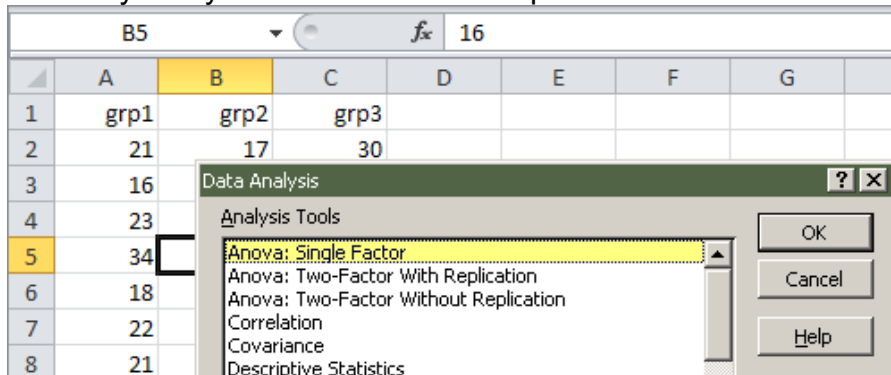 B5 fx 16
A B C D E F G
1 grp1 grp2 grp3
2 21 17 30
3 16
4 23
5 34
6 18
7 22
8 21
Data Analysis ? X
Analysis Tools
Anova: Single Factor
Anova: Two-Factor With Replication
Anova: Two-Factor Without Replication
Correlation
Covariance
Descriptive Statistics
OK
Cancel
Help